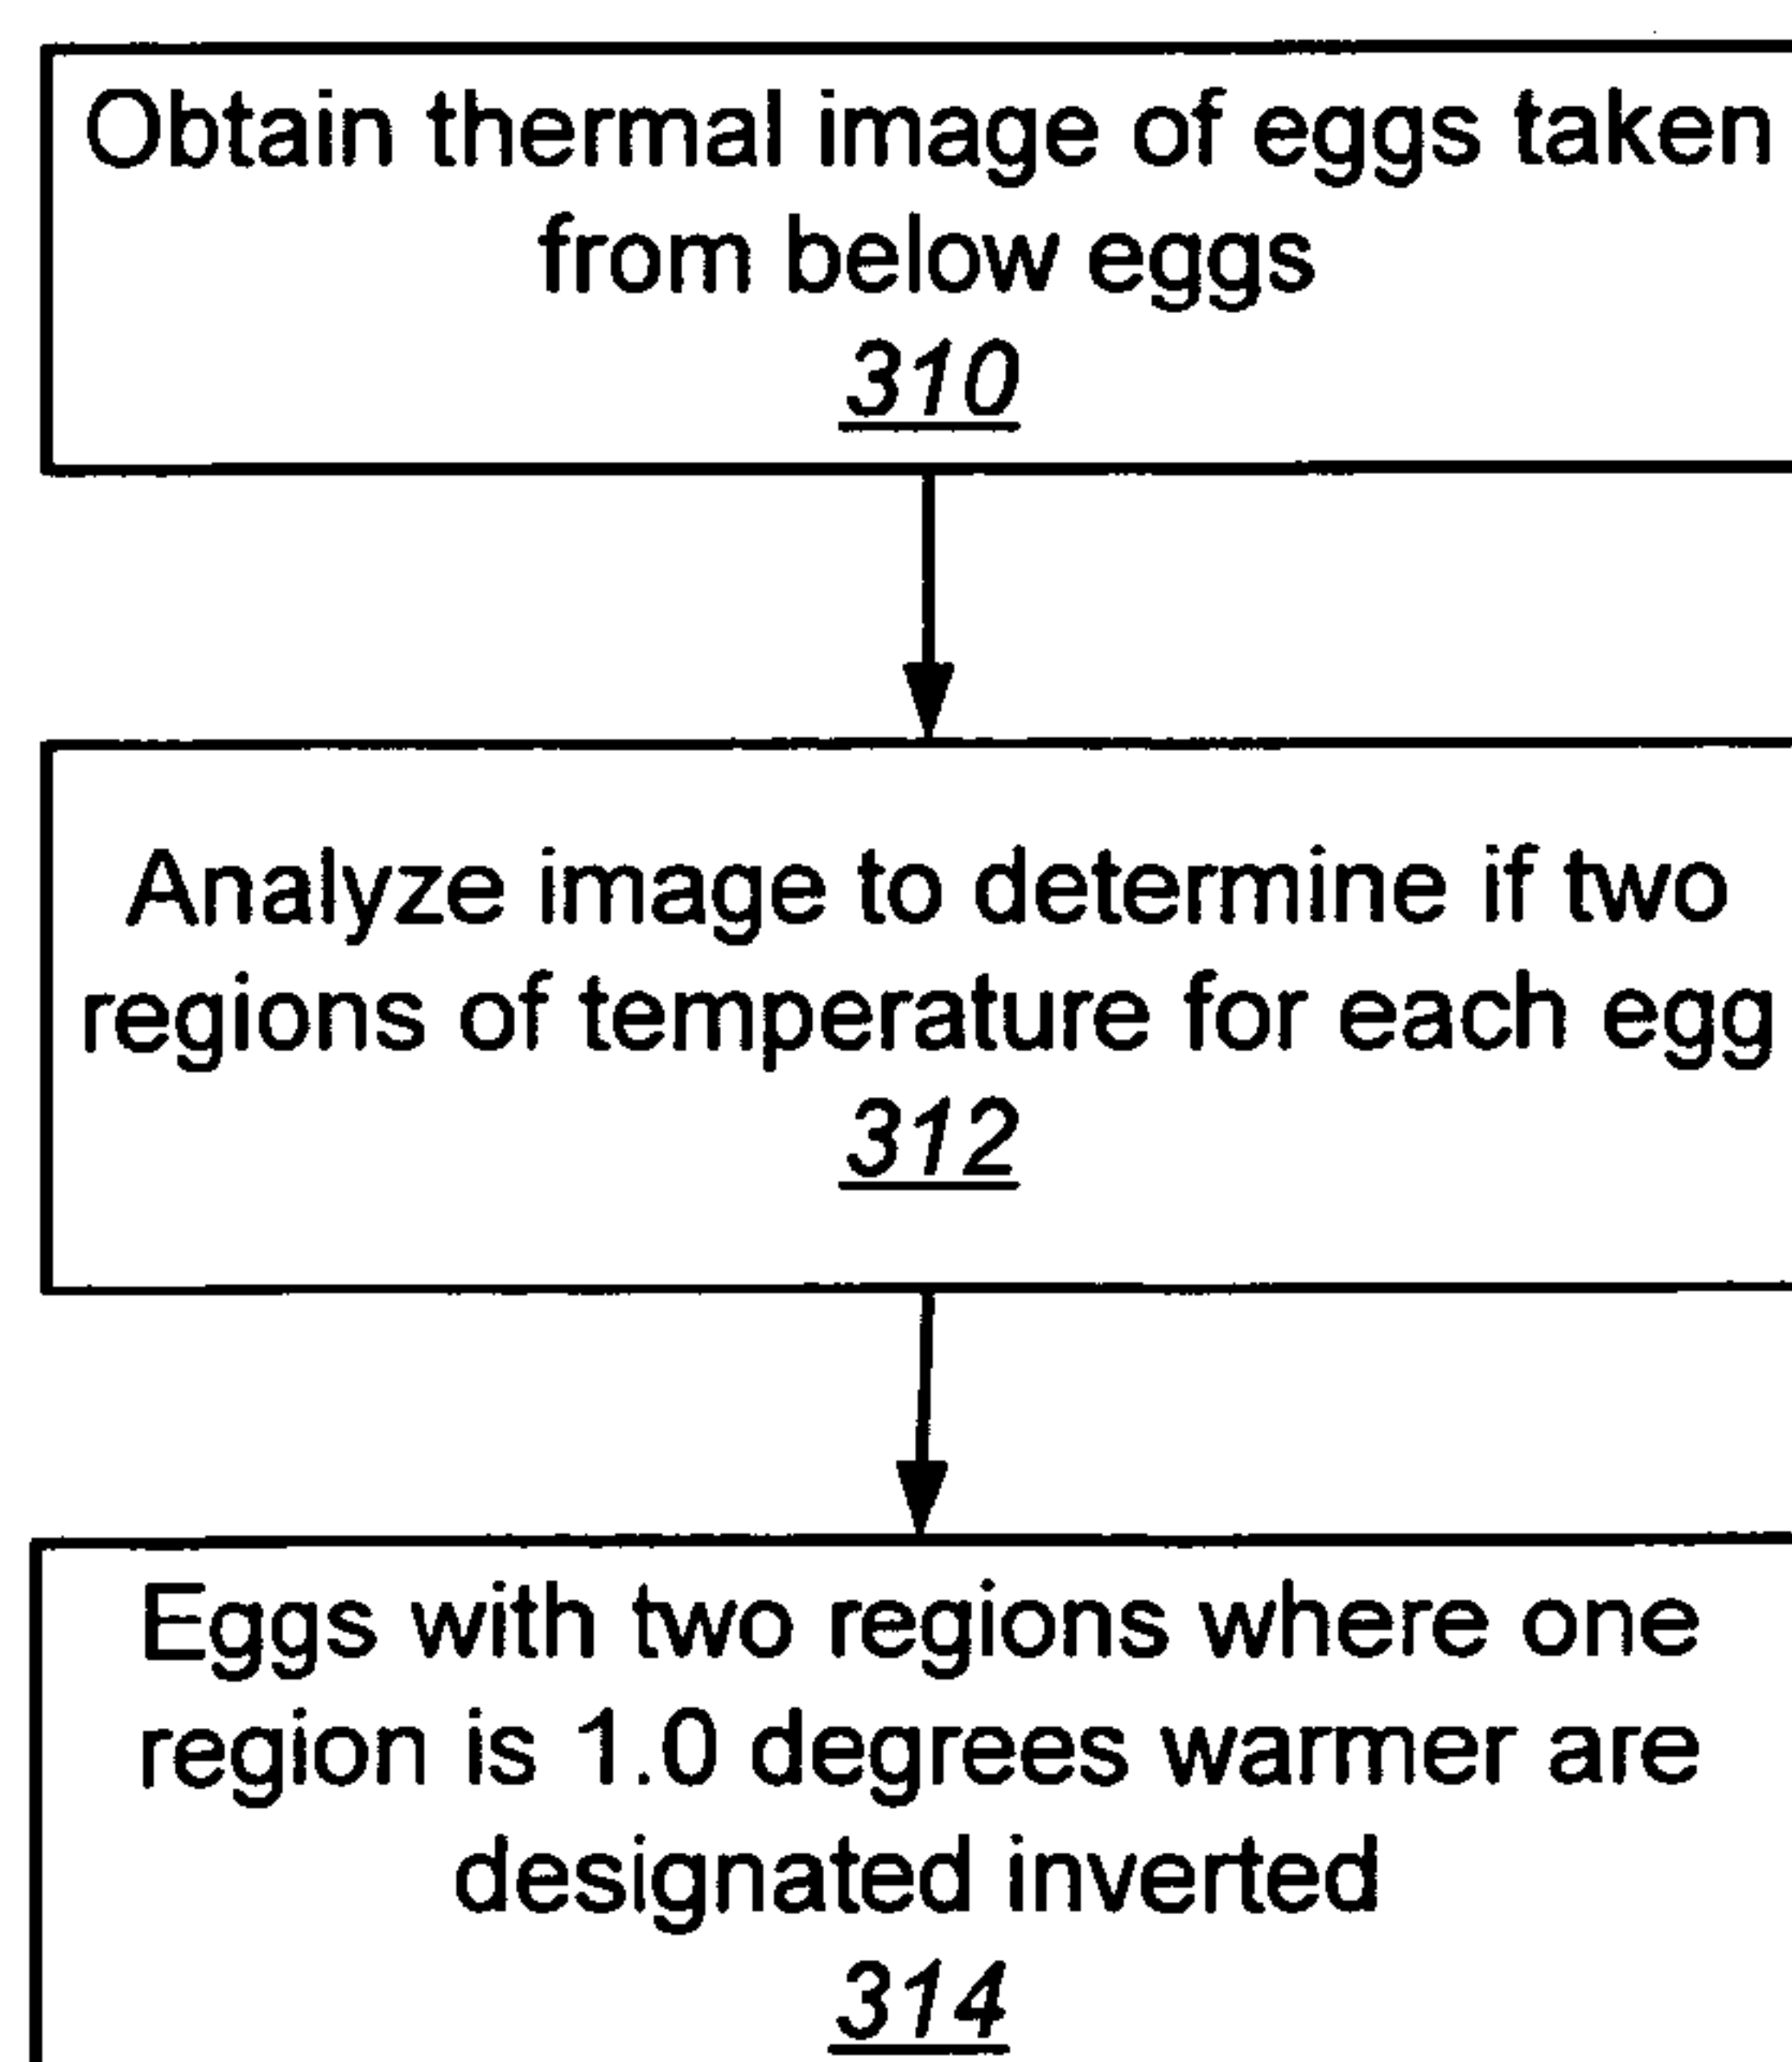 Obtain thermal image of eggs taken
from below eggs
310
Analyze image to determine if two
regions of temperature for each egg
312
Eggs with two regions where one
region is 1.0 degrees warmer are
designated inverted
314